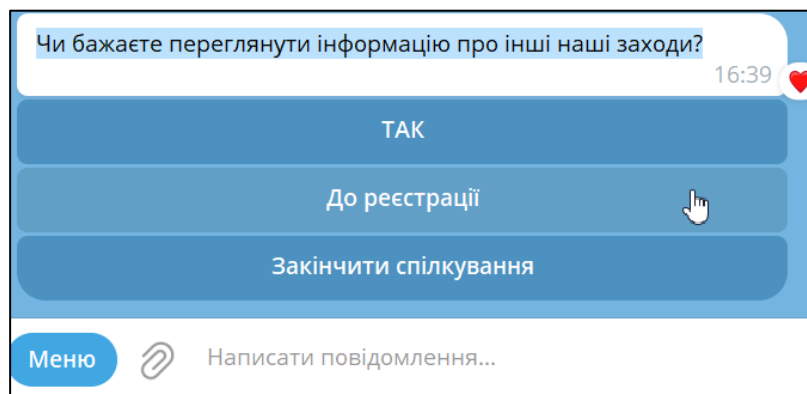 Чи бажаєте переглянути інформацію про інші наші заходи?
16:39
ТАК
До реєстрації
Закінчити спілкування
Меню
Написати повідомлення...